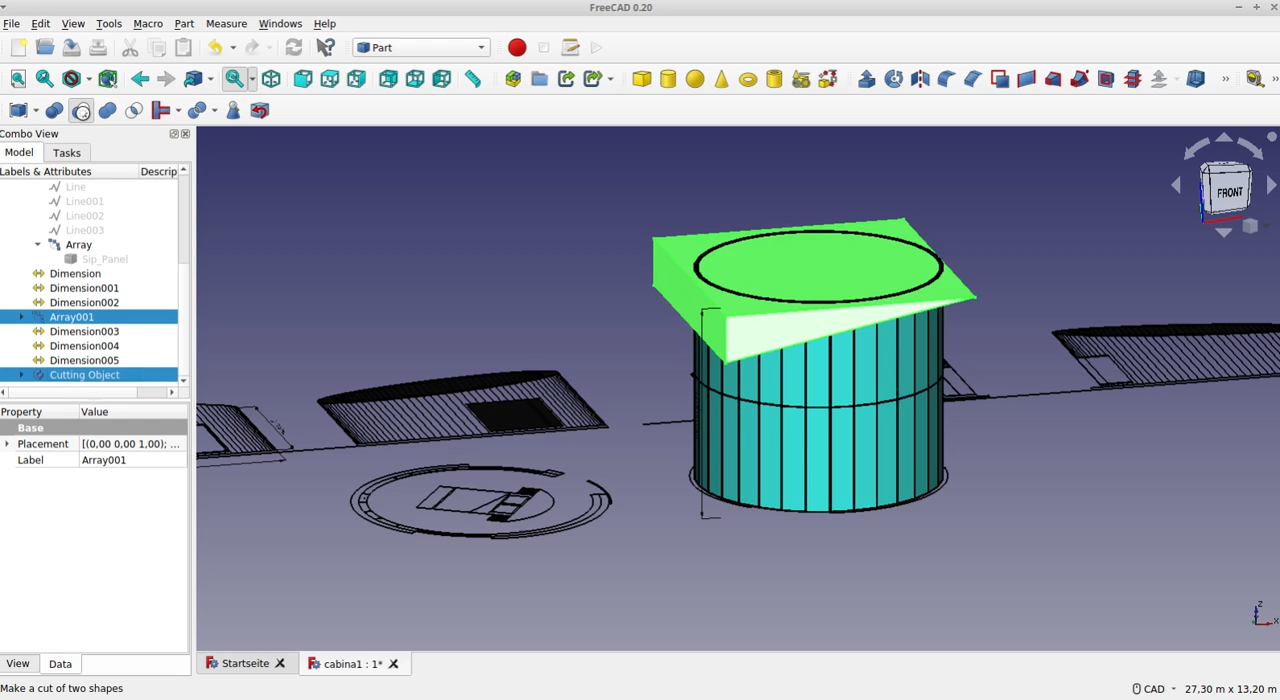 FreeCAD 0.20
File Edit View Tools Macro Part Measure Windows Help
Part
Combo View
Model Tasks
Labels & Attributes Descrip
Line
Line001
Line002
Line003
Array
Sip_Panel
Dimension
Dimension001
Dimension002
Array001
Dimension003
Dimension004
Dimension005
Cutting Object
Property Value
Base
Placement [(0,00 0,00 1,00); ...
Label Array001
View Data
FRONT
Z
X
Startseite cabina1 : 1*
Make a cut of two shapes
CAD 27,30 m x 13,20 m